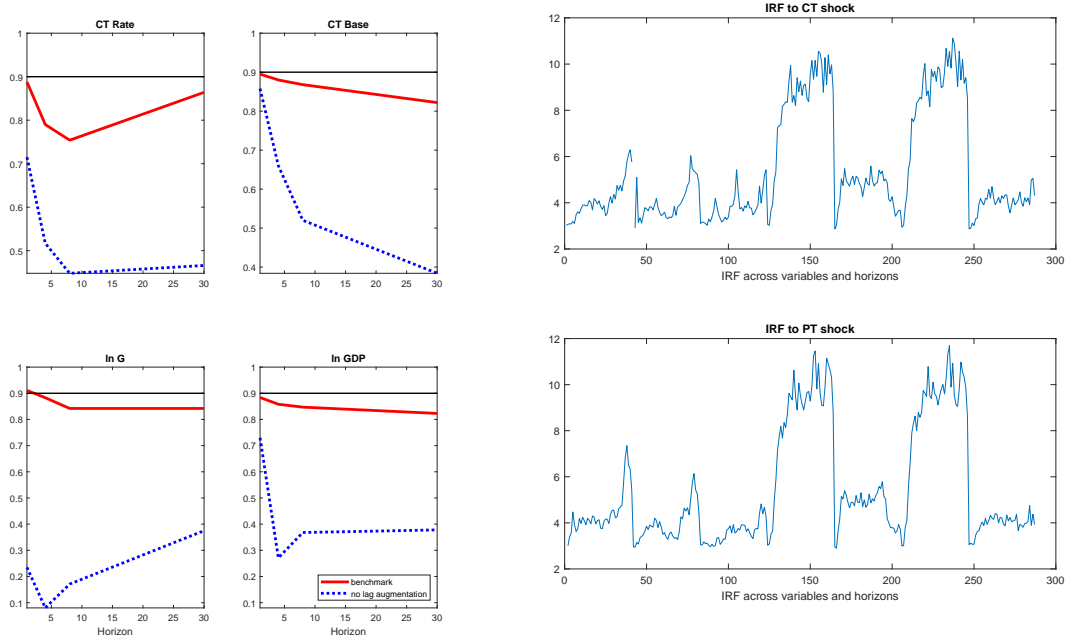 CT Rate
1
0.9
0.8
0.7
0.6
0.5
5 10 15 20 25 30
CT Base
1
0.9
0.8
0.7
0.6
0.5
0.4
5 10 15 20 25 30
ln G
1
0.9
0.8
0.7
0.6
0.5
0.4
0.3
0.2
0.1
5 10 15 20 25 30
Horizon
ln GDP
1
0.9
0.8
0.7
0.6
0.5
0.4
0.3
0.2
0.1
benchmark
no lag augmentation
5 10 15 20 25 30
IRF to CT shock
12
10
8
6
4
2
0 50 100 150 200 250 300
IRF across variables and horizons
IRF to PT shock
12
10
8
6
4
2
0 50 100 150 200 250 300
IRF across variables and horizons